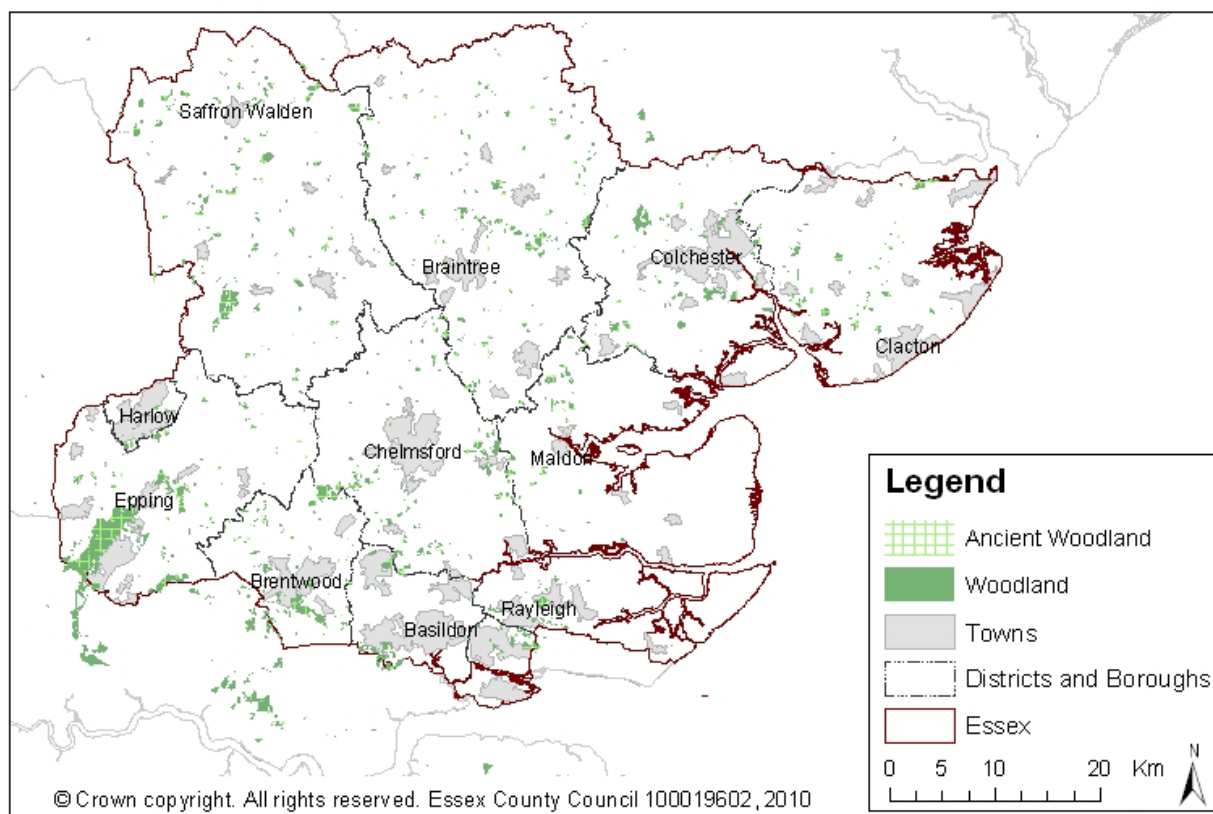 Saffron Walden
Braintree
Colchester
Clacton
Harlow
Chelmsford
Maldon
Epping
Brentwood
Rayleigh
Basildon
Legend
Ancient Woodland
Woodland
Towns
Districts and Boroughs
Essex
0 5 10 20 Km
N
© Crown copyright. All rights reserved. Essex County Council 100019602, 2010